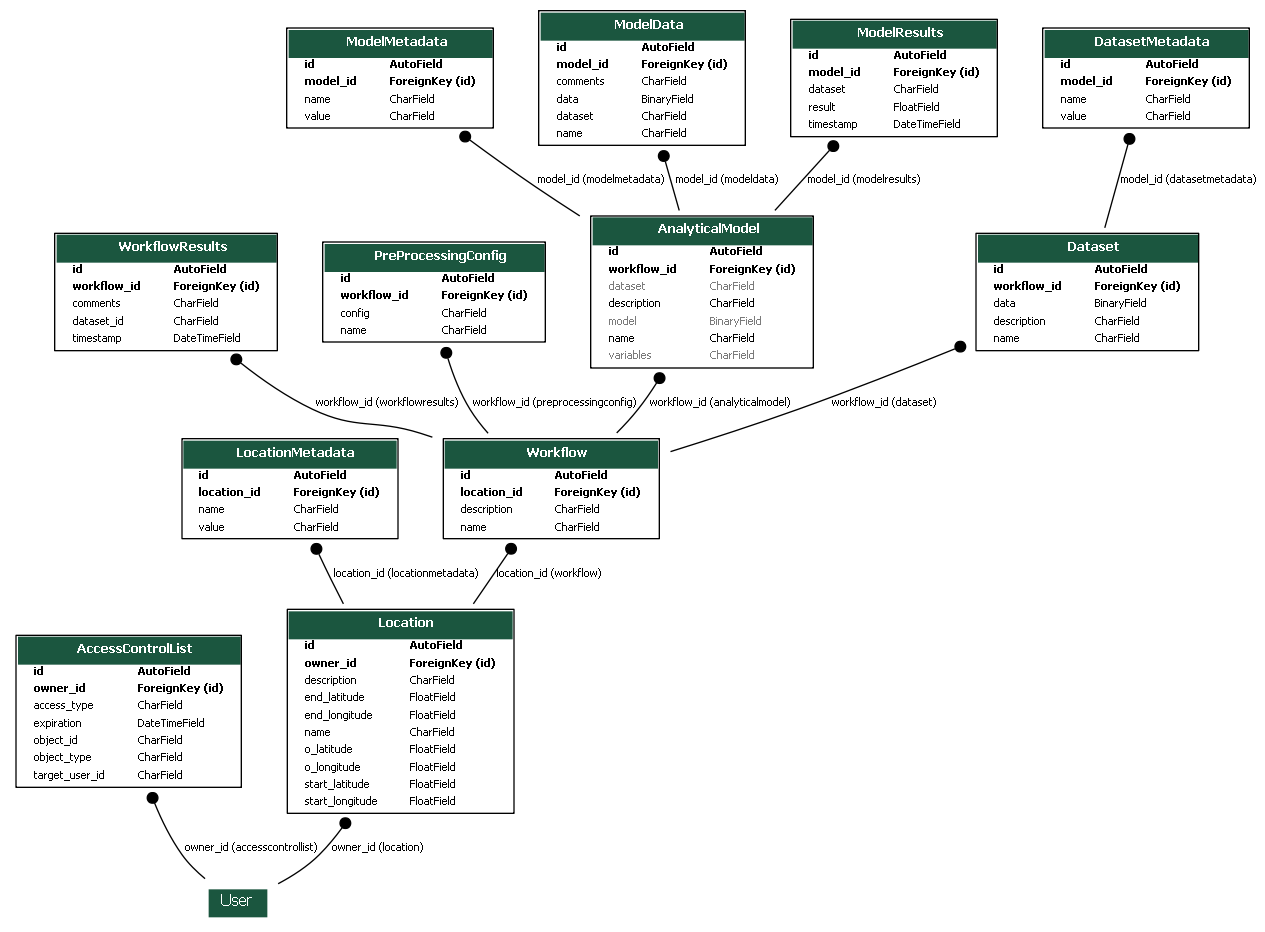 ModelMetadata
id AutoField
model_id ForeignKey (id)
name CharField
value CharField
ModelData
id AutoField
model_id ForeignKey (id)
comments CharField
data BinaryField
dataset CharField
name CharField
ModelResults
id AutoField
model_id ForeignKey (id)
dataset CharField
result FloatField
timestamp DateTimeField
DatasetMetadata
id AutoField
model_id ForeignKey (id)
name CharField
value CharField
model_id (modelmetadata)
model_id (modeldata)
model_id (modelresults)
model_id (datasetmetadata)
WorkflowResults
id AutoField
workflow_id ForeignKey (id)
comments CharField
dataset_id CharField
timestamp DateTimeField
PreProcessingConfig
id AutoField
workflow_id ForeignKey (id)
config CharField
name CharField
AnalyticalModel
id AutoField
workflow_id ForeignKey (id)
dataset CharField
description CharField
model BinaryField
name CharField
variables CharField
Dataset
id AutoField
workflow_id ForeignKey (id)
data BinaryField
description CharField
name CharField
workflow_id (workflowresults)
workflow_id (preprocessingconfig)
workflow_id (analyticalmodel)
workflow_id (dataset)
LocationMetadata
id AutoField
location_id ForeignKey (id)
name CharField
value CharField
Workflow
id AutoField
location_id ForeignKey (id)
description CharField
name CharField
location_id (locationmetadata)
location_id (workflow)
AccessControlList
id AutoField
owner_id ForeignKey (id)
access_type CharField
expiration DateTimeField
object_id CharField
object_type CharField
target_user_id CharField
Location
id AutoField
owner_id ForeignKey (id)
description CharField
end_latitude FloatField
end_longitude FloatField
name CharField
o_latitude FloatField
o_longitude FloatField
start_latitude FloatField
start_longitude FloatField
owner_id (accesscontrollist)
owner_id (location)
User